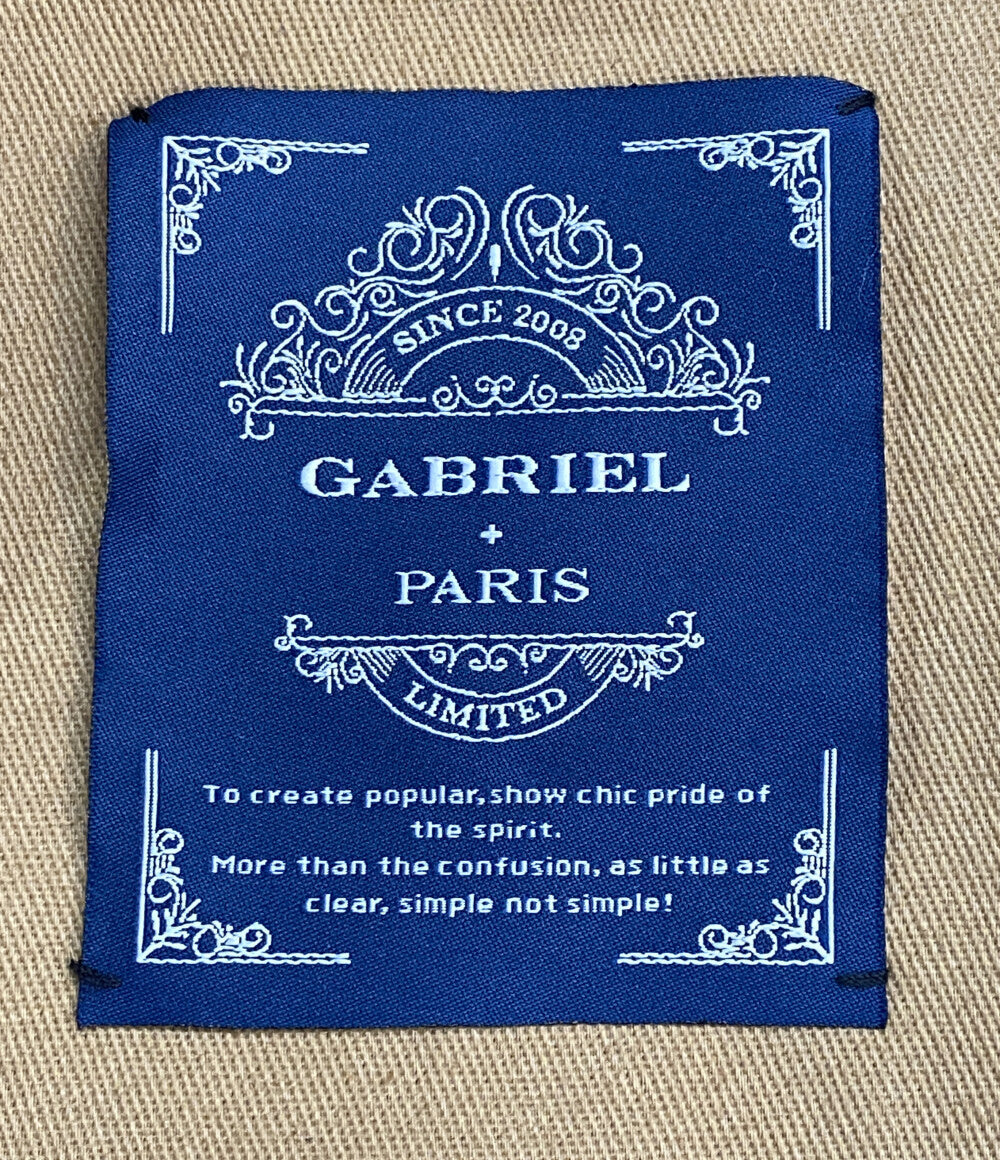 SINCE 2008
GABRIEL
+
PARIS
LIMITED
To create popular,show chic pride of
the spirit.
More than the confusion, as little as
clear, simple not simple!